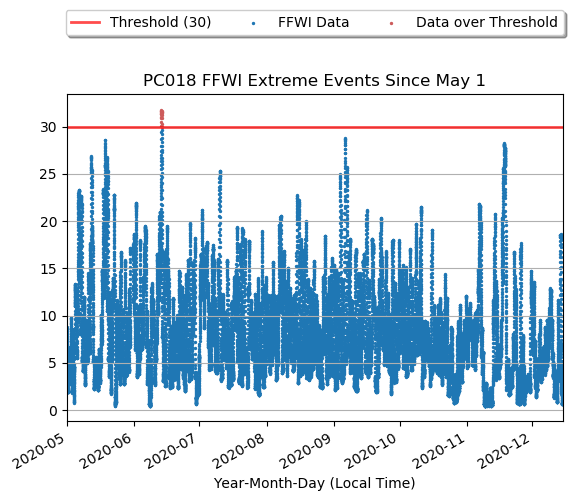 Threshold (30) FFWI Data Data over Threshold
PC018 FFWI Extreme Events Since May 1
30
25
20
15
10
5
0
2020-05 2020-06 2020-07 2020-08 2020-09 2020-10 2020-11 2020-12
Year-Month-Day (Local Time)